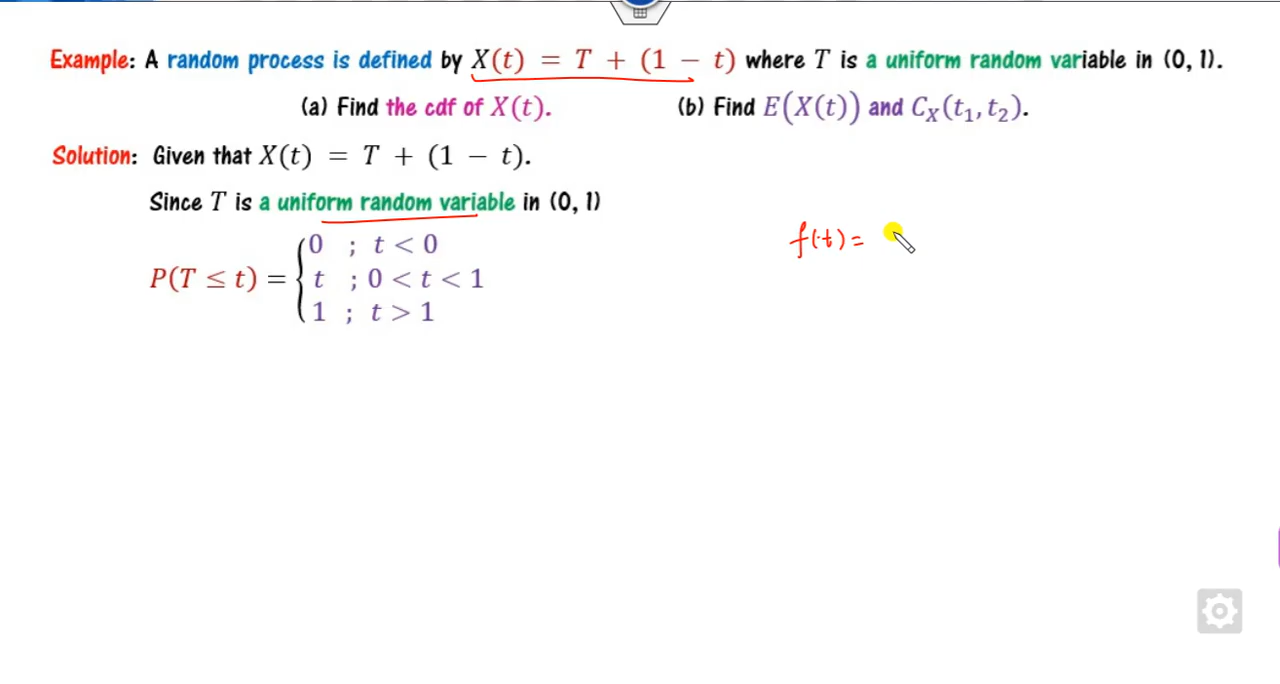 Example: A random process is defined by X(t) = T + (1 − t) where T is a uniform random variable in (0, 1).
(a) Find the cdf of X(t). (b) Find E(X(t)) and C_X(t₁, t₂).
Solution: Given that X(t) = T + (1 − t).
Since T is a uniform random variable in (0, 1)
P(T ≤ t) = {0 ; t < 0
t ; 0 < t < 1
1 ; t > 1
f(t) =